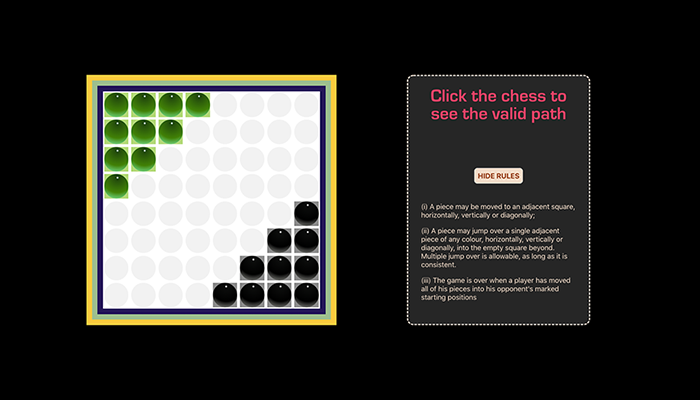 Click the chess to
see the valid path
HIDE RULES
(i) A piece may be moved to an adjacent square,
horizontally, vertically or diagonally;
(ii) A piece may jump over a single adjacent
piece of any colour, horizontally, vertically or
diagonally, into the empty square beyond.
Multiple jump over is allowable, as long as it is
consistent.
(iii) The game is over when a player has moved
all of his pieces into his opponent's marked
starting positions